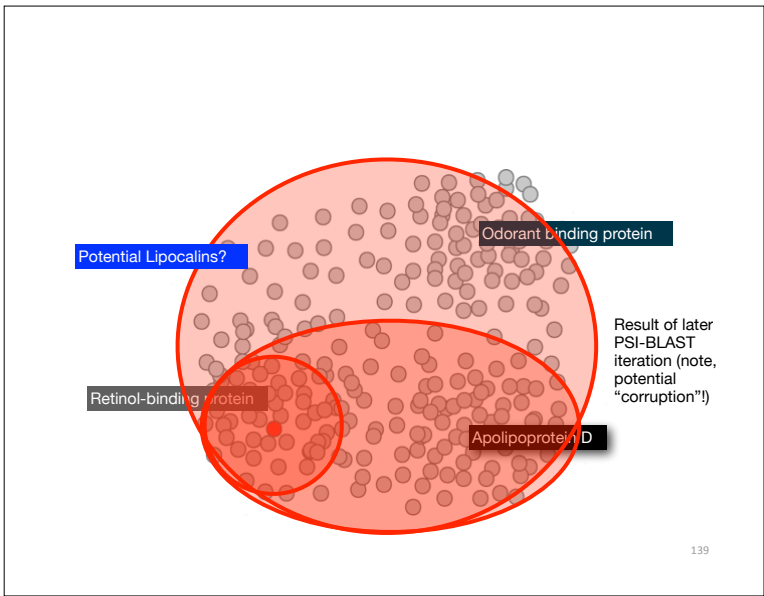 Odorant binding protein
Potential Lipocalins?
Result of later
PSI-BLAST
iteration (note,
potential
“corruption”!)
Retinol-binding protein
Apolipoprotein D
139